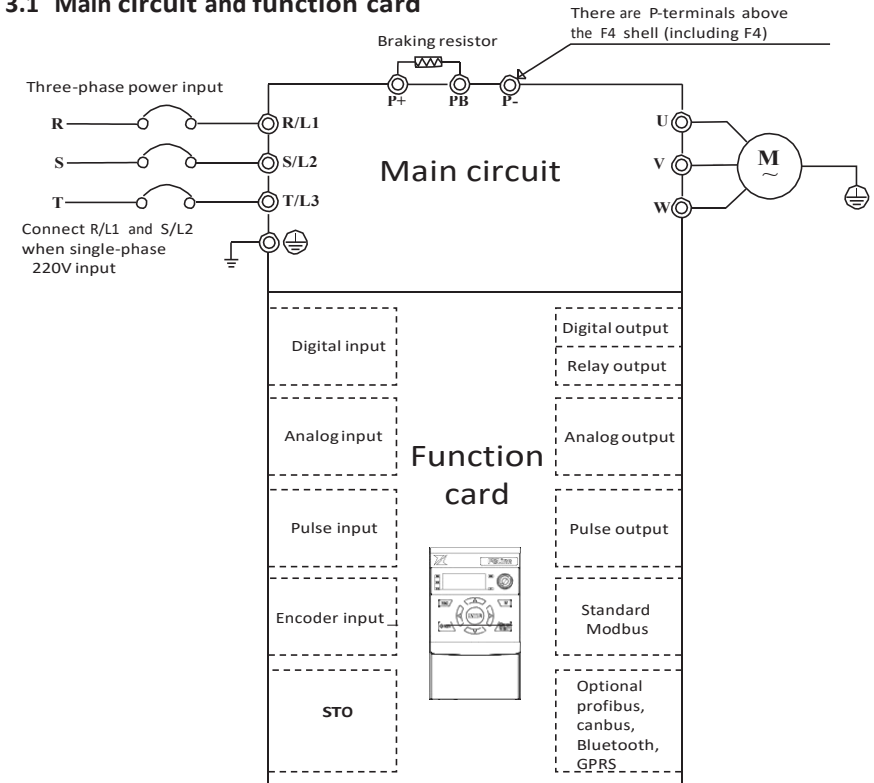 3.1 Main circuit and function card
There are P-terminals above
the F4 shell (including F4)
Braking resistor
Three-phase power input
P+
PB
P-
R
R/L1
U
S
S/L2
Main circuit
V
M
~
T
T/L3
W
Connect R/L1 and S/L2
when single-phase
220V input
Digital input
Digital output
Relay output
Analog input
Analog output
Function
card
Pulse input
Pulse output
Encoder input
ENTER
Standard
Modbus
STO
Optional
profibus,
canbus,
Bluetooth,
GPRS